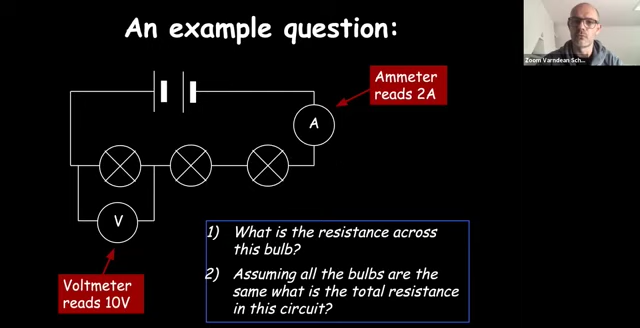 An example question:
Zoom Varndean Sch...
Ammeter
reads 2A
A
V
1) What is the resistance across
this bulb?
2) Assuming all the bulbs are the
same what is the total resistance
in this circuit?
Voltmeter
reads 10V